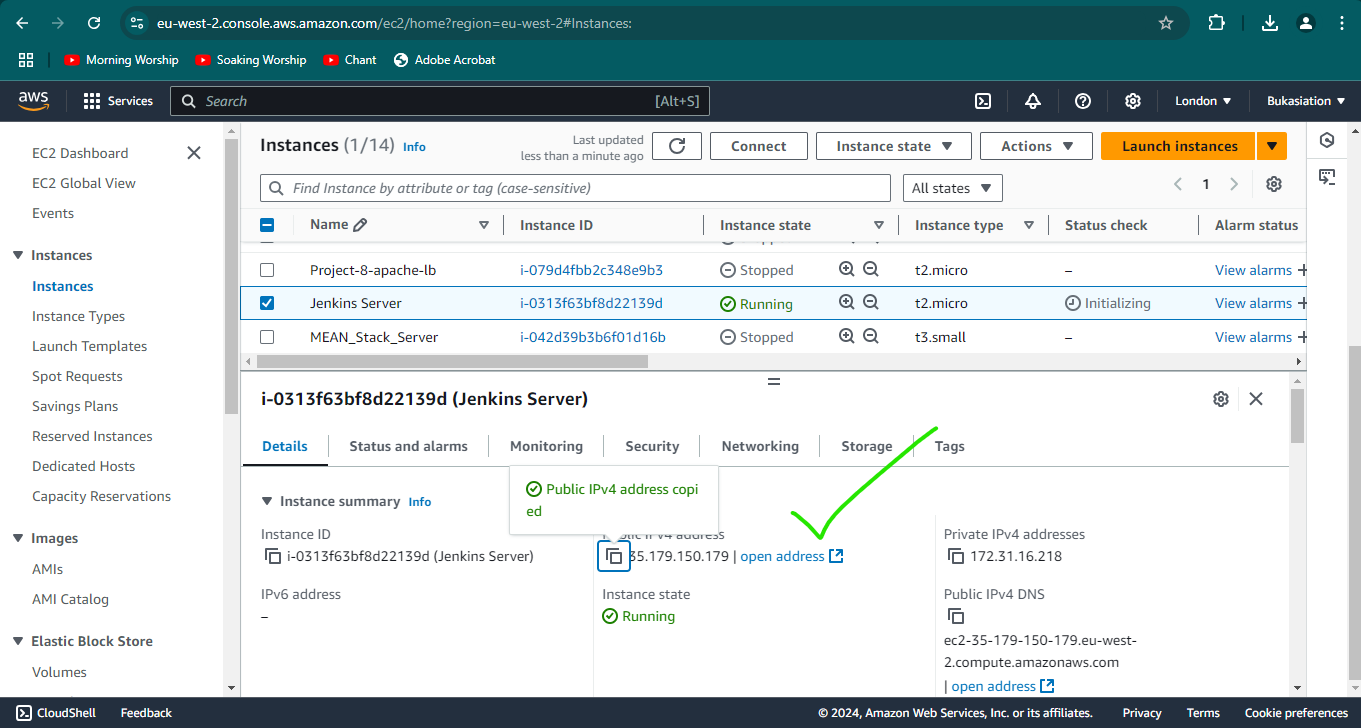 eu-west-2.console.aws.amazon.com/ec2/home?region=eu-west-2#Instances:
Morning Worship Soaking Worship Chant Adobe Acrobat
aws Services Search [Alt+S] London Bukasiation
EC2 Dashboard
EC2 Global View
Events
Instances
Instances
Instance Types
Launch Templates
Spot Requests
Savings Plans
Reserved Instances
Dedicated Hosts
Capacity Reservations
Images
AMIs
AMI Catalog
Elastic Block Store
Volumes
Instances (1/14) Info
Last updated
less than a minute ago
Connect Instance state Actions Launch instances
Find Instance by attribute or tag (case-sensitive) All states 1
Name Instance ID Instance state Instance type Status check Alarm status
Project-8-apache-lb i-079d4fbb2c348e9b3 Stopped t2.micro – View alarms +
Jenkins Server i-0313f63bf8d22139d Running t2.micro Initializing View alarms +
MEAN_Stack_Server i-042d39b3b6f01d16b Stopped t3.small – View alarms +
i-0313f63bf8d22139d (Jenkins Server)
Details Status and alarms Monitoring Security Networking Storage Tags
Public IPv4 address copi
ed
Instance summary Info
Instance ID
i-0313f63bf8d22139d (Jenkins Server)
IPv6 address
–
Public IPv4 address
35.179.150.179 | open address
Instance state
Running
Private IPv4 addresses
172.31.16.218
Public IPv4 DNS
ec2-35-179-150-179.eu-west-
2.compute.amazonaws.com
| open address
CloudShell Feedback © 2024, Amazon Web Services, Inc. or its affiliates. Privacy Terms Cookie preferences